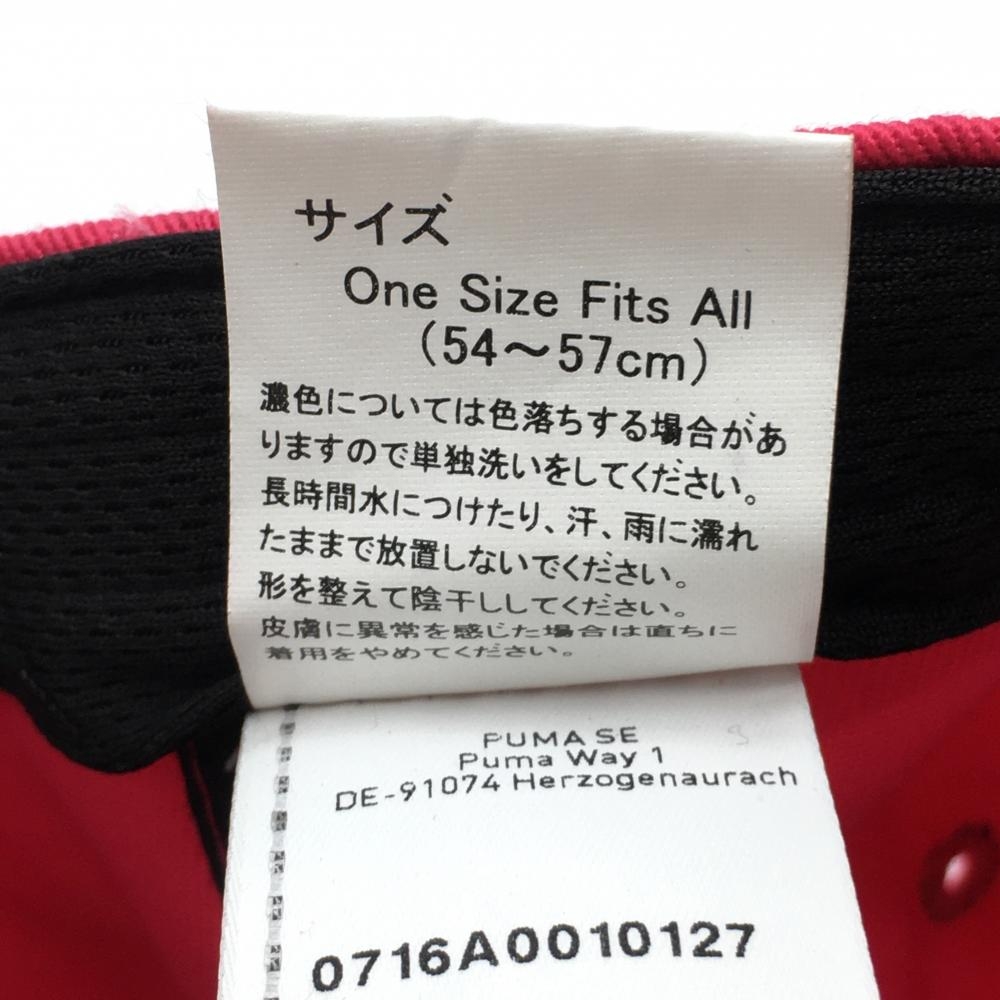 サイズ
One Size Fits All
(54～57cm)
濃色については色落ちする場合があ
りますので単独洗いをしてください。
長時間水につけたり、汗、雨に濡れ
たままで放置しないでください。
形を整えて陰干ししてください。
皮膚に異常を感じた場合は直ちに
着用をやめてください。
PUMA SE
Puma Way 1
DE-91074 Herzogenaurach
0716A0010127